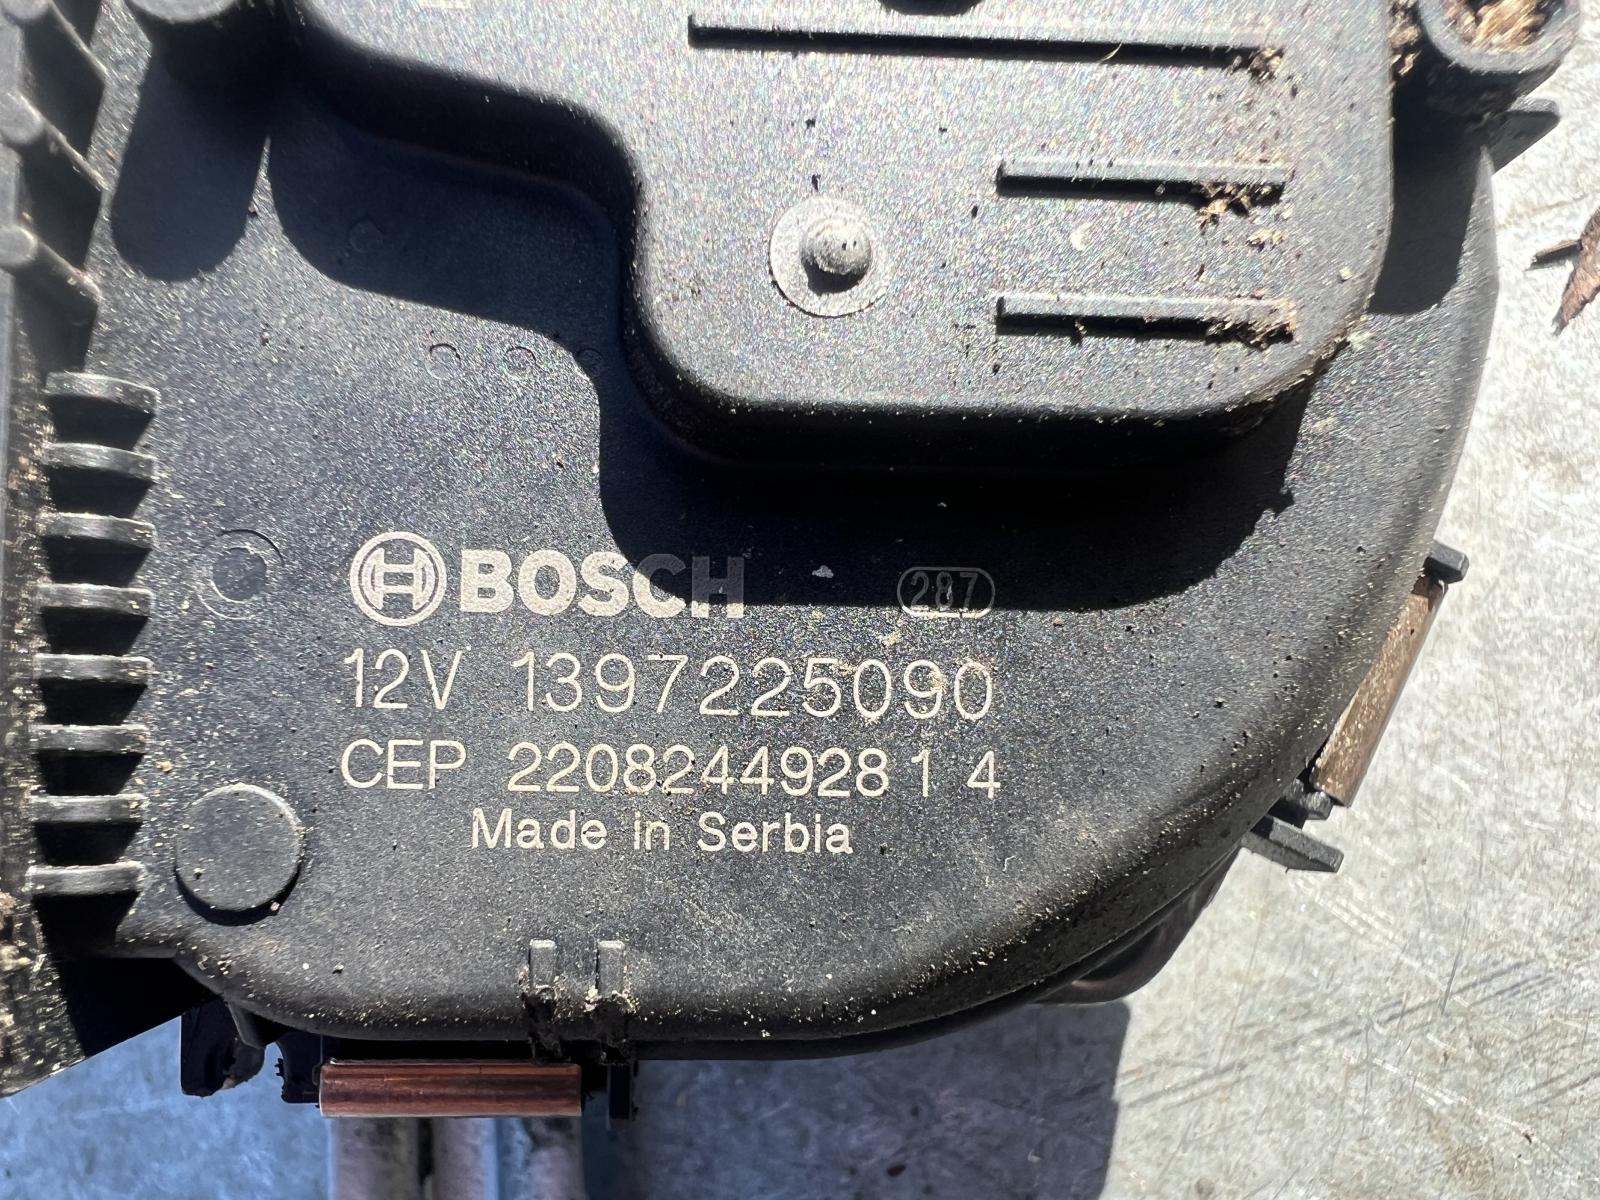 BOSCH 287
12V 1397225090
CEP 2208244928 1 4
Made in Serbia